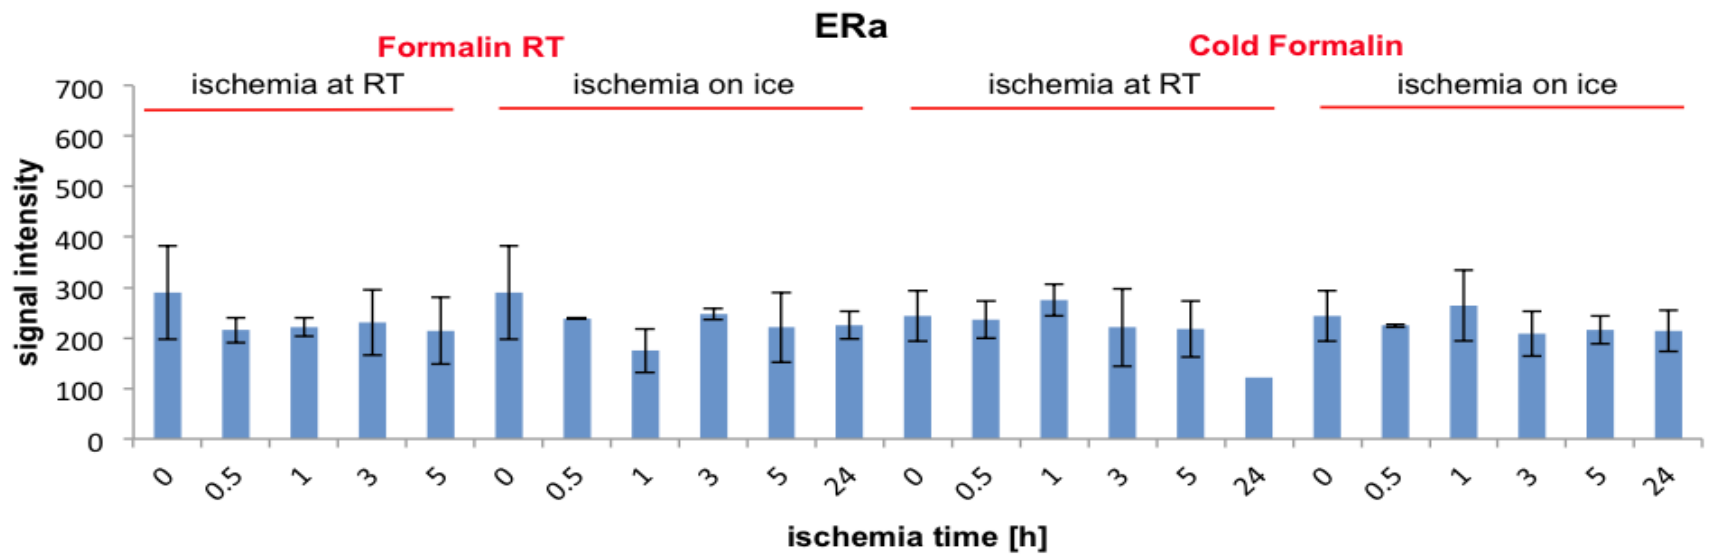 ERa
Formalin RT
Cold Formalin
ischemia at RT
ischemia on ice
ischemia at RT
ischemia on ice
signal intensity
700
600
500
400
300
200
100
0
0 0.5 1 3 5 0 0.5 1 3 5 24 0 0.5 1 3 5 24 0 0.5 1 3 5 24
ischemia time [h]